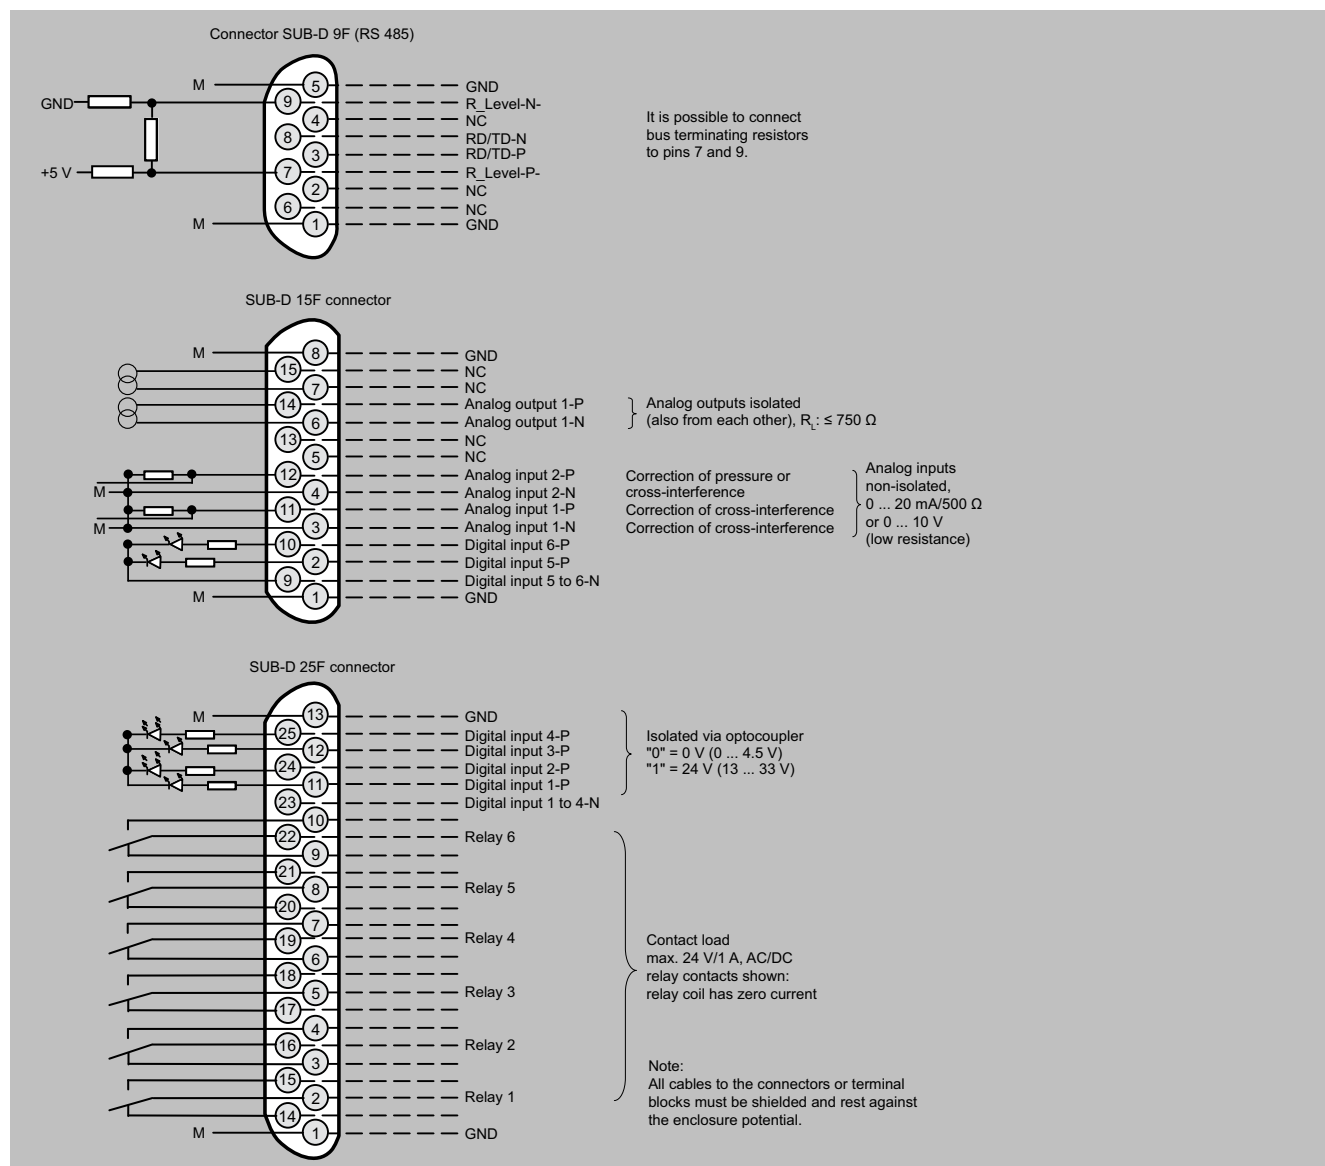 Connector SUB-D 9F (RS 485)
M 5 GND
GND 9 R_Level-N-
4 NC
8 RD/TD-N
3 RD/TD-P
+5 V 7 R_Level-P-
2 NC
6 NC
M 1 GND
It is possible to connect
bus terminating resistors
to pins 7 and 9.
SUB-D 15F connector
M 8 GND
15 NC
7 NC
14 Analog output 1-P
6 Analog output 1-N
Analog outputs isolated
(also from each other), RL: ≤ 750 Ω
13 NC
5 NC
12 Analog input 2-P
M 4 Analog input 2-N
11 Analog input 1-P
M 3 Analog input 1-N
Correction of pressure or
cross-interference
Correction of cross-interference
Correction of cross-interference
Analog inputs
non-isolated,
0 ... 20 mA/500 Ω
or 0 ... 10 V
(low resistance)
10 Digital input 6-P
2 Digital input 5-P
9 Digital input 5 to 6-N
M 1 GND
SUB-D 25F connector
M 13 GND
25 Digital input 4-P
12 Digital input 3-P
24 Digital input 2-P
11 Digital input 1-P
23 Digital input 1 to 4-N
Isolated via optocoupler
"0" = 0 V (0 ... 4.5 V)
"1" = 24 V (13 ... 33 V)
10
22 Relay 6
9
21
8 Relay 5
20
7
19 Relay 4
6
18
5 Relay 3
17
4
16 Relay 2
3
15
2 Relay 1
14
M 1 GND
Contact load
max. 24 V/1 A, AC/DC
relay contacts shown:
relay coil has zero current
Note:
All cables to the connectors or terminal
blocks must be shielded and rest against
the enclosure potential.